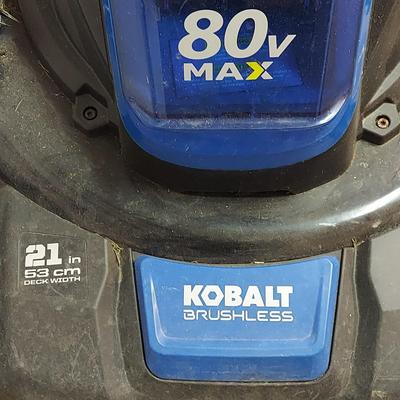 80V
MAX
21 in
53 cm
DECK WIDTH
KOBALT
BRUSHLESS